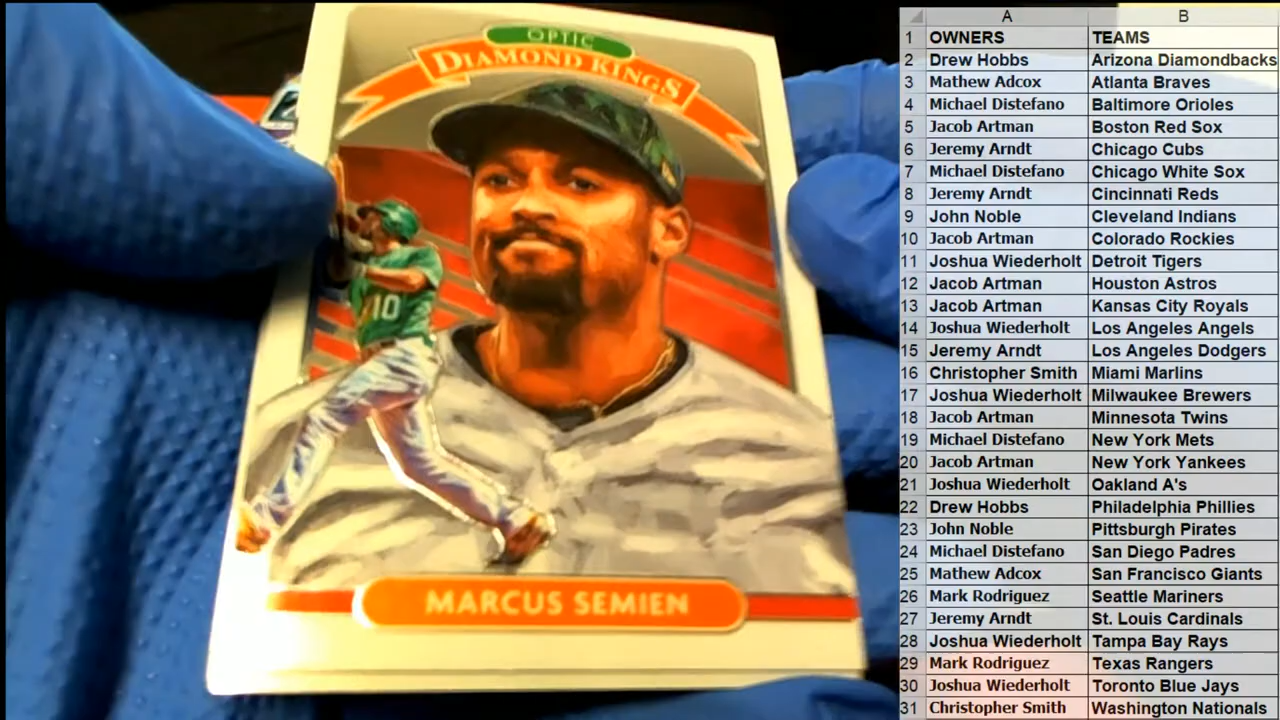 OPTIC
DIAMOND KINGS
10
MARCUS SEMIEN
A B
1 OWNERS TEAMS
2 Drew Hobbs Arizona Diamondbacks
3 Mathew Adcox Atlanta Braves
4 Michael Distefano Baltimore Orioles
5 Jacob Artman Boston Red Sox
6 Jeremy Arndt Chicago Cubs
7 Michael Distefano Chicago White Sox
8 Jeremy Arndt Cincinnati Reds
9 John Noble Cleveland Indians
10 Jacob Artman Colorado Rockies
11 Joshua Wiederholt Detroit Tigers
12 Jacob Artman Houston Astros
13 Jacob Artman Kansas City Royals
14 Joshua Wiederholt Los Angeles Angels
15 Jeremy Arndt Los Angeles Dodgers
16 Christopher Smith Miami Marlins
17 Joshua Wiederholt Milwaukee Brewers
18 Jacob Artman Minnesota Twins
19 Michael Distefano New York Mets
20 Jacob Artman New York Yankees
21 Joshua Wiederholt Oakland A's
22 Drew Hobbs Philadelphia Phillies
23 John Noble Pittsburgh Pirates
24 Michael Distefano San Diego Padres
25 Mathew Adcox San Francisco Giants
26 Mark Rodriguez Seattle Mariners
27 Jeremy Arndt St. Louis Cardinals
28 Joshua Wiederholt Tampa Bay Rays
29 Mark Rodriguez Texas Rangers
30 Joshua Wiederholt Toronto Blue Jays
31 Christopher Smith Washington Nationals